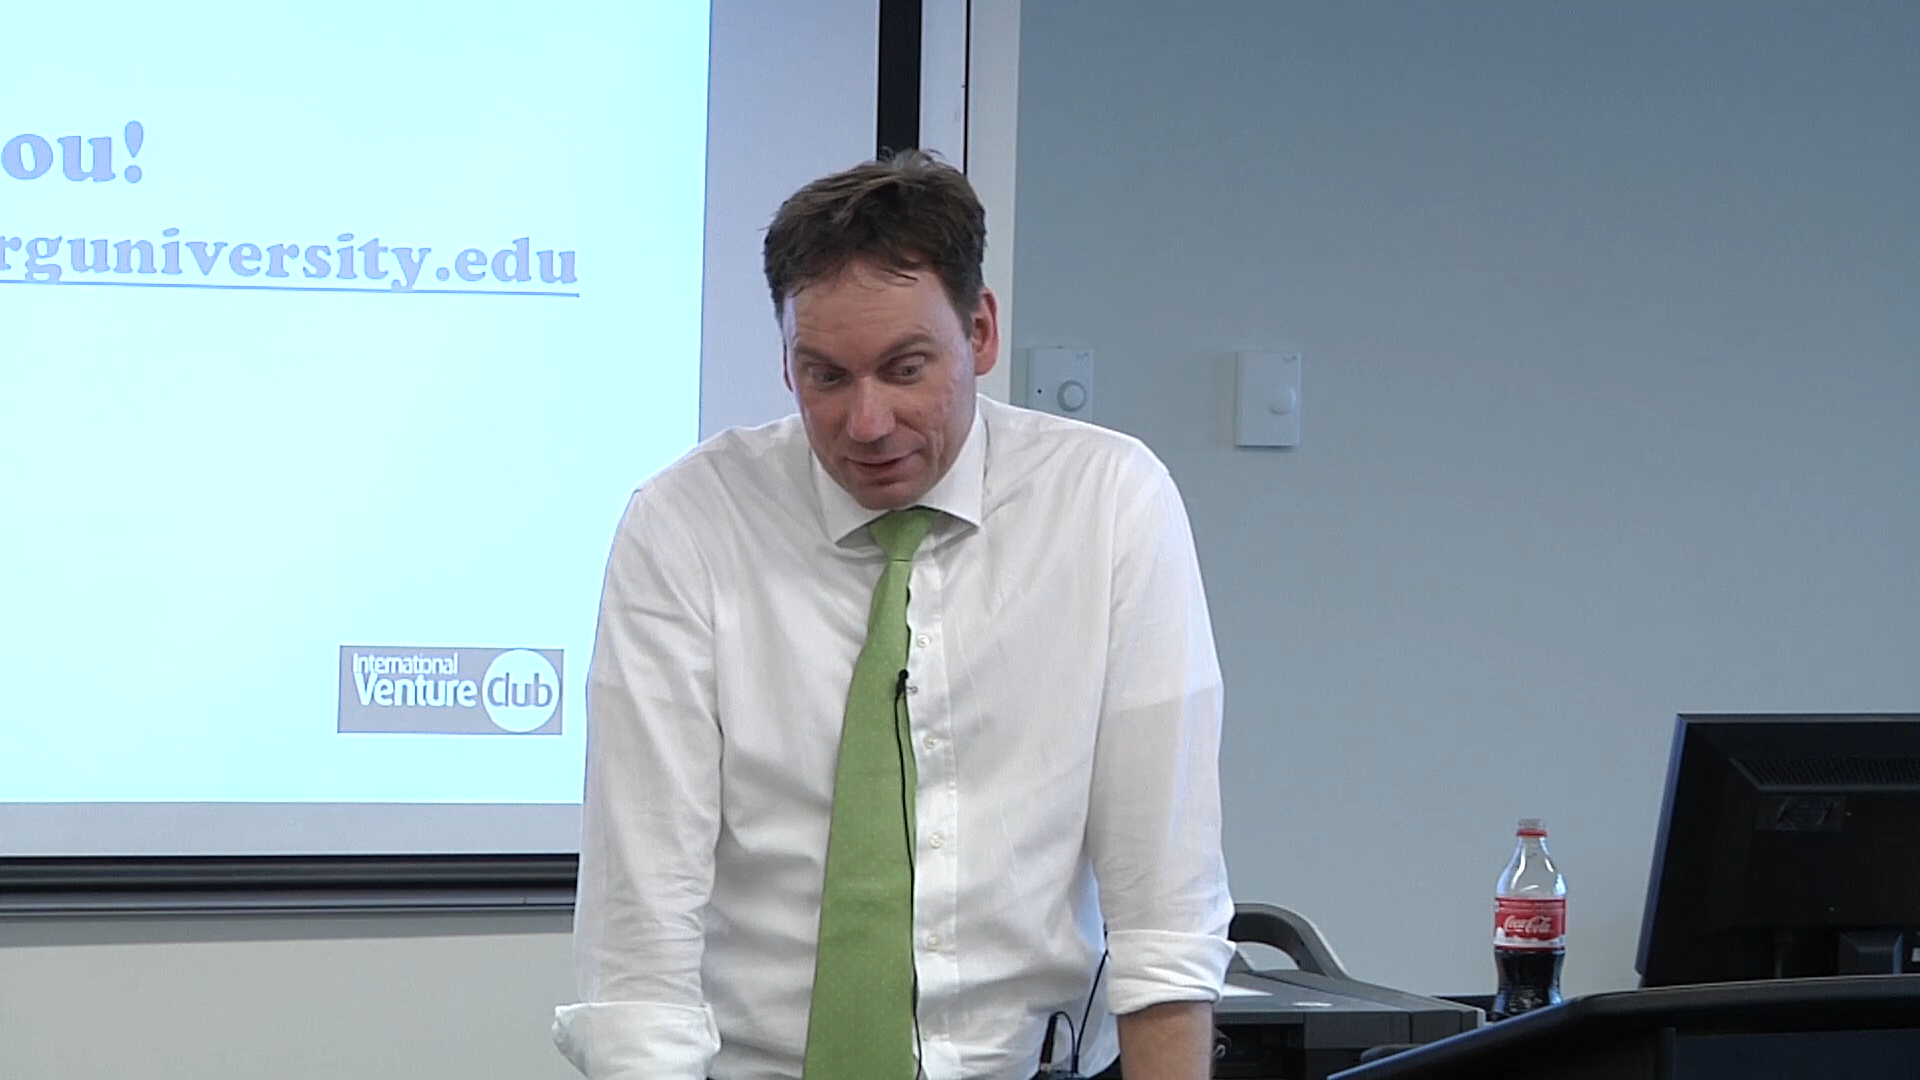 ou!
rguniversity.edu
International
Venture Club
Coca-Cola